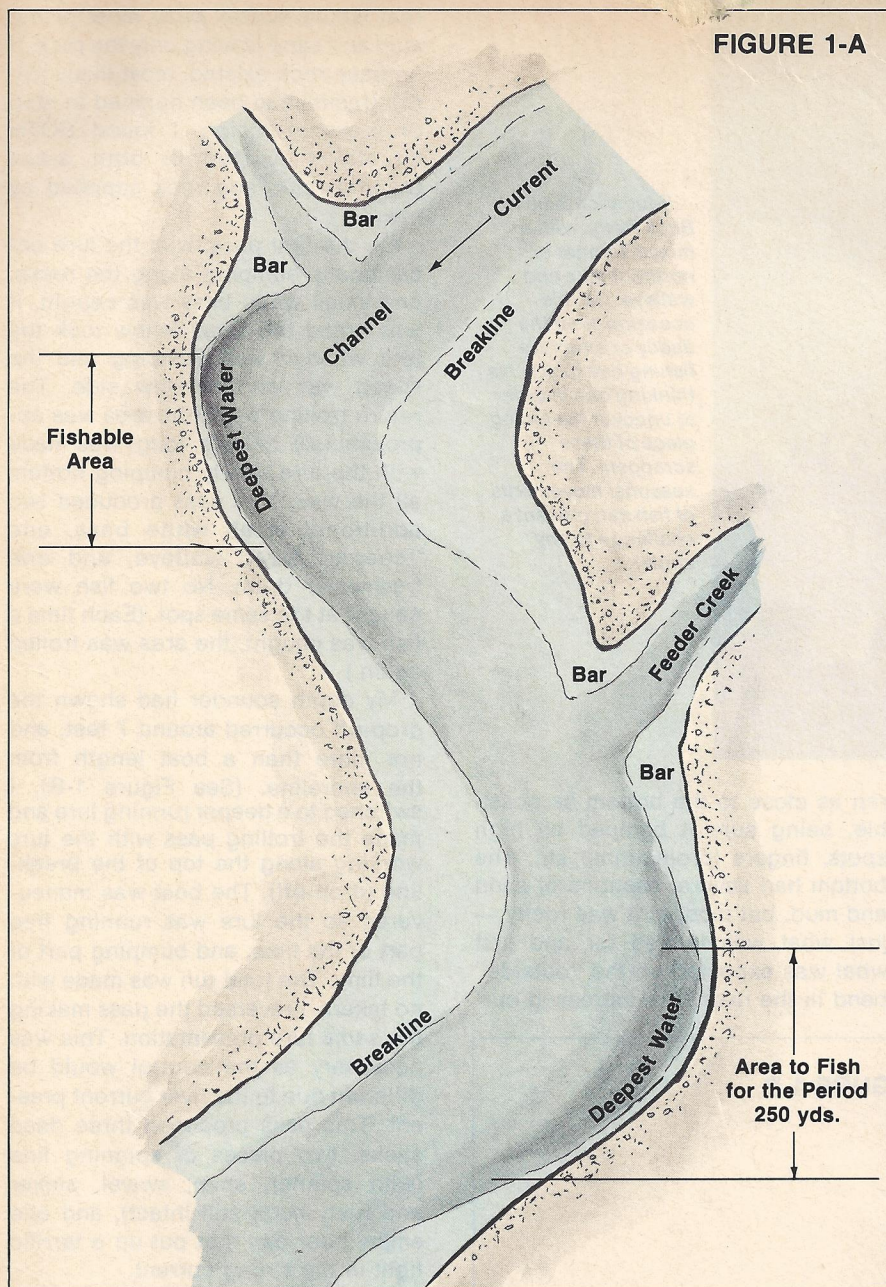 FIGURE 1-A
Current
Bar
Bar
Channel
Breakline
Fishable
Area
Deepest Water
Feeder Creek
Bar
Bar
Breakline
Deepest Water
Area to Fish
for the Period
250 yds.